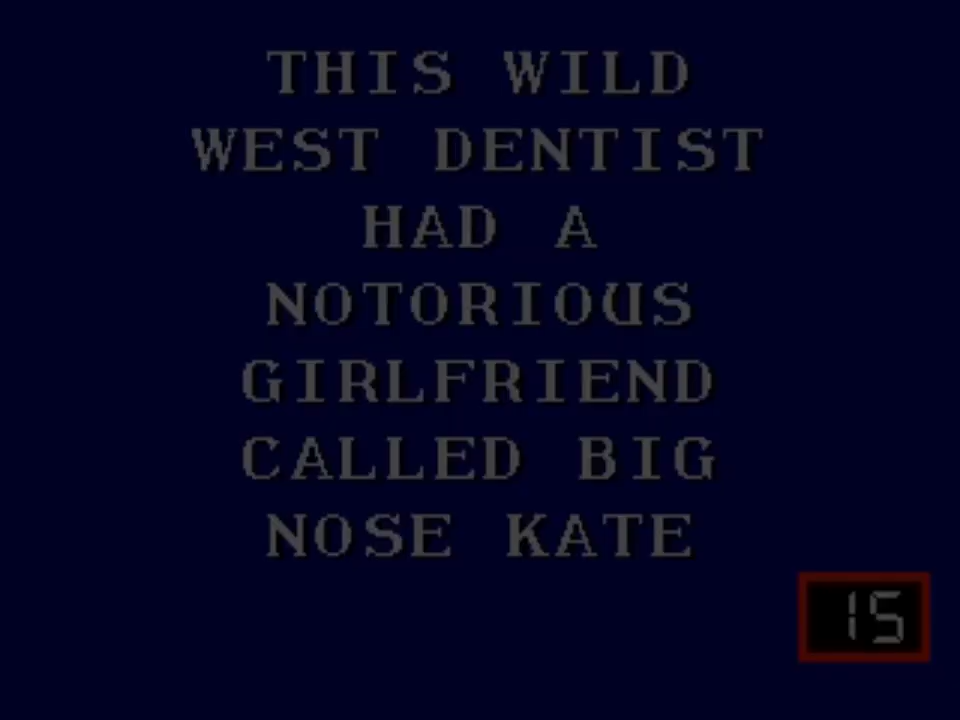 THIS WILD
WEST DENTIST
HAD A
NOTORIOUS
GIRLFRIEND
CALLED BIG
NOSE KATE
15